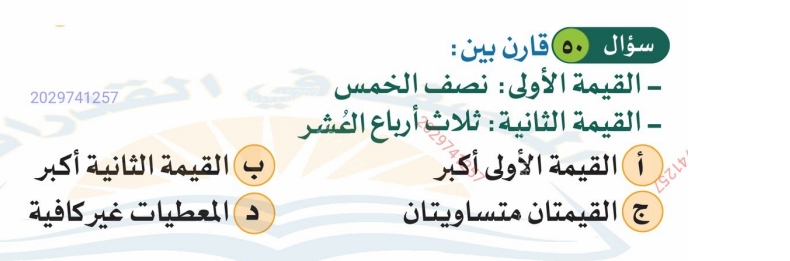 سؤال ٥٠ قارن بين:
– القيمة الأولى: نصف الخمس
– القيمة الثانية: ثلاث أرباع العُشر
أ القيمة الأولى أكبر ب القيمة الثانية أكبر
ج القيمتان متساويتان د المعطيات غير كافية
2029741257